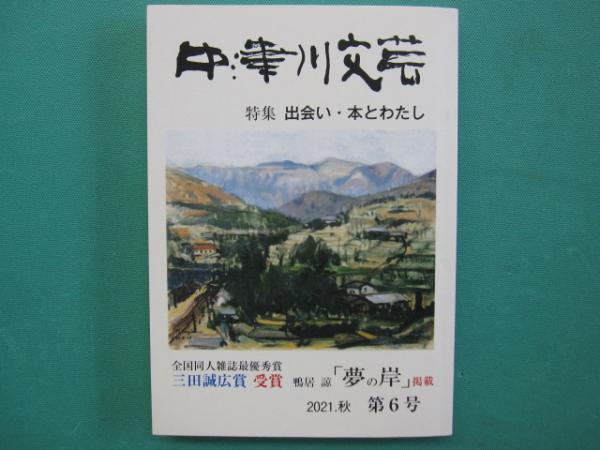 中津川文芸
特集 出会い・本とわたし
全国同人雑誌最優秀賞
三田誠広賞 受賞 鴨居 諒 「夢の岸」掲載
2021.秋 第6号